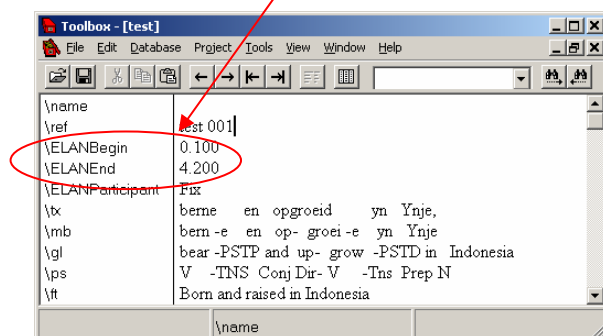 Toolbox - [test]
File Edit Database Project Tools View Window Help
\name
\ref test 001
\ELANBegin 0.100
\ELANEnd 4.200
\ELANParticipant Fix
\tx berne en opgroeid yn Ynje,
\mb bern -e en op- groei -e yn Ynje
\gl bear -PSTP and up- grow -PSTD in Indonesia
\ps V -TNS Conj Dir- V -Tns Prep N
\ft Born and raised in Indonesia
\name